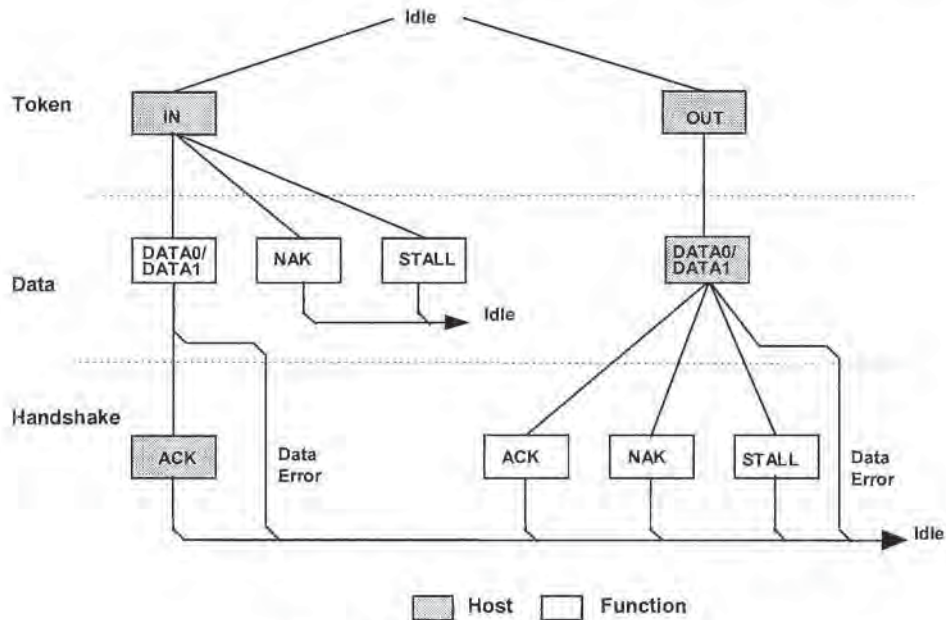 Idle
Token
IN
OUT
DATA0/
DATA1
NAK
STALL
DATA0/
DATA1
Data
Idle
Handshake
ACK
Data
Error
ACK
NAK
STALL
Data
Error
Idle
Host
Function